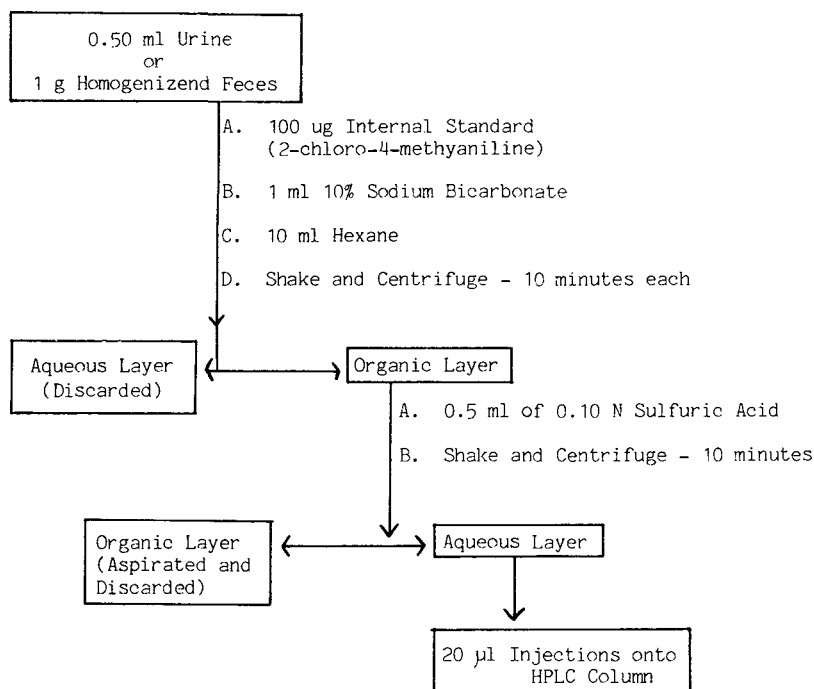 0.50 ml Urine
or
1 g Homogenizend Feces
A. 100 ug Internal Standard
(2-chloro-4-methyaniline)
B. 1 ml 10% Sodium Bicarbonate
C. 10 ml Hexane
D. Shake and Centrifuge - 10 minutes each
Aqueous Layer
(Discarded)
Organic Layer
A. 0.5 ml of 0.10 N Sulfuric Acid
B. Shake and Centrifuge - 10 minutes
Organic Layer
(Aspirated and
Discarded)
Aqueous Layer
20 µl Injections onto
HPLC Column